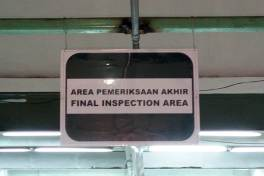 AREA PEMERIKSAAN AKHIR
FINAL INSPECTION AREA